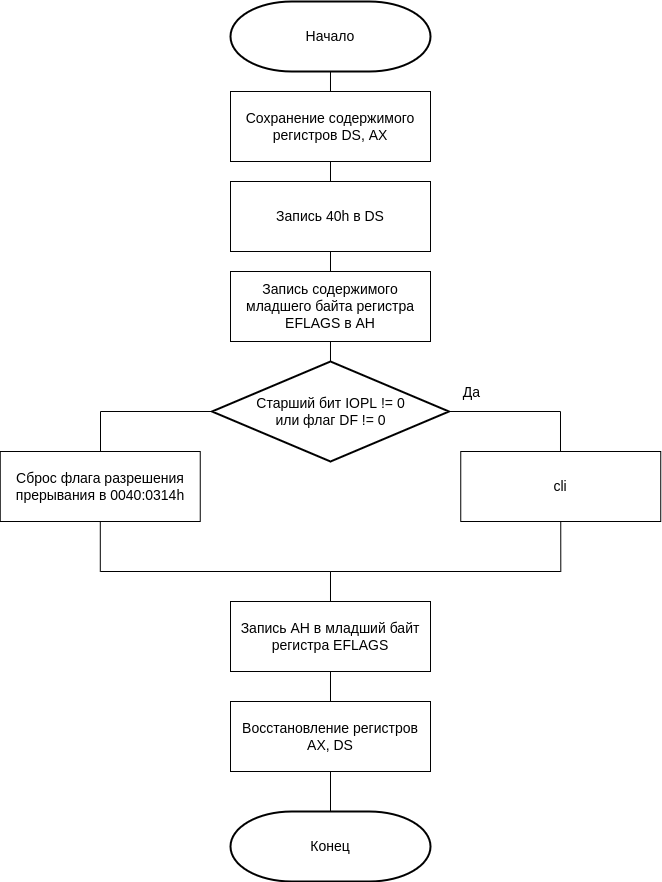 Начало
Сохранение содержимого
регистров DS, AX
Запись 40h в DS
Запись содержимого
младшего байта регистра
EFLAGS в AH
Старший бит IOPL != 0
или флаг DF != 0
Да
Сброс флага разрешения
прерывания в 0040:0314h
cli
Запись AH в младший байт
регистра EFLAGS
Восстановление регистров
AX, DS
Конец